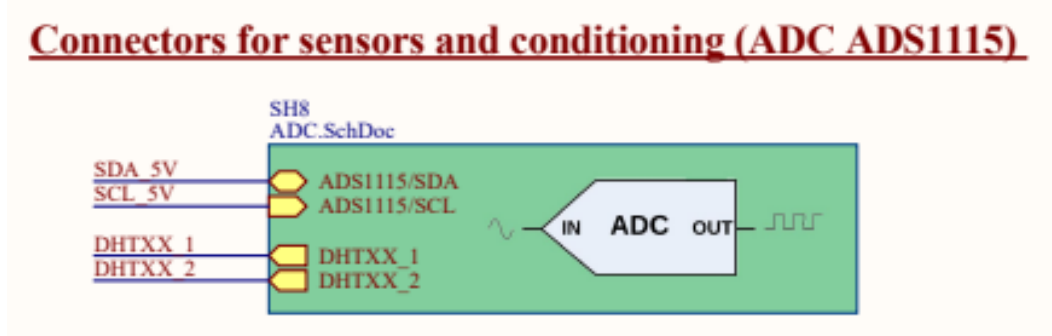 Connectors for sensors and conditioning (ADC ADS1115)
SH8
ADC.SchDoc
SDA_5V
ADS1115/SDA
SCL_5V
ADS1115/SCL
IN ADC OUT
DHTXX_1
DHTXX_1
DHTXX_2
DHTXX_2